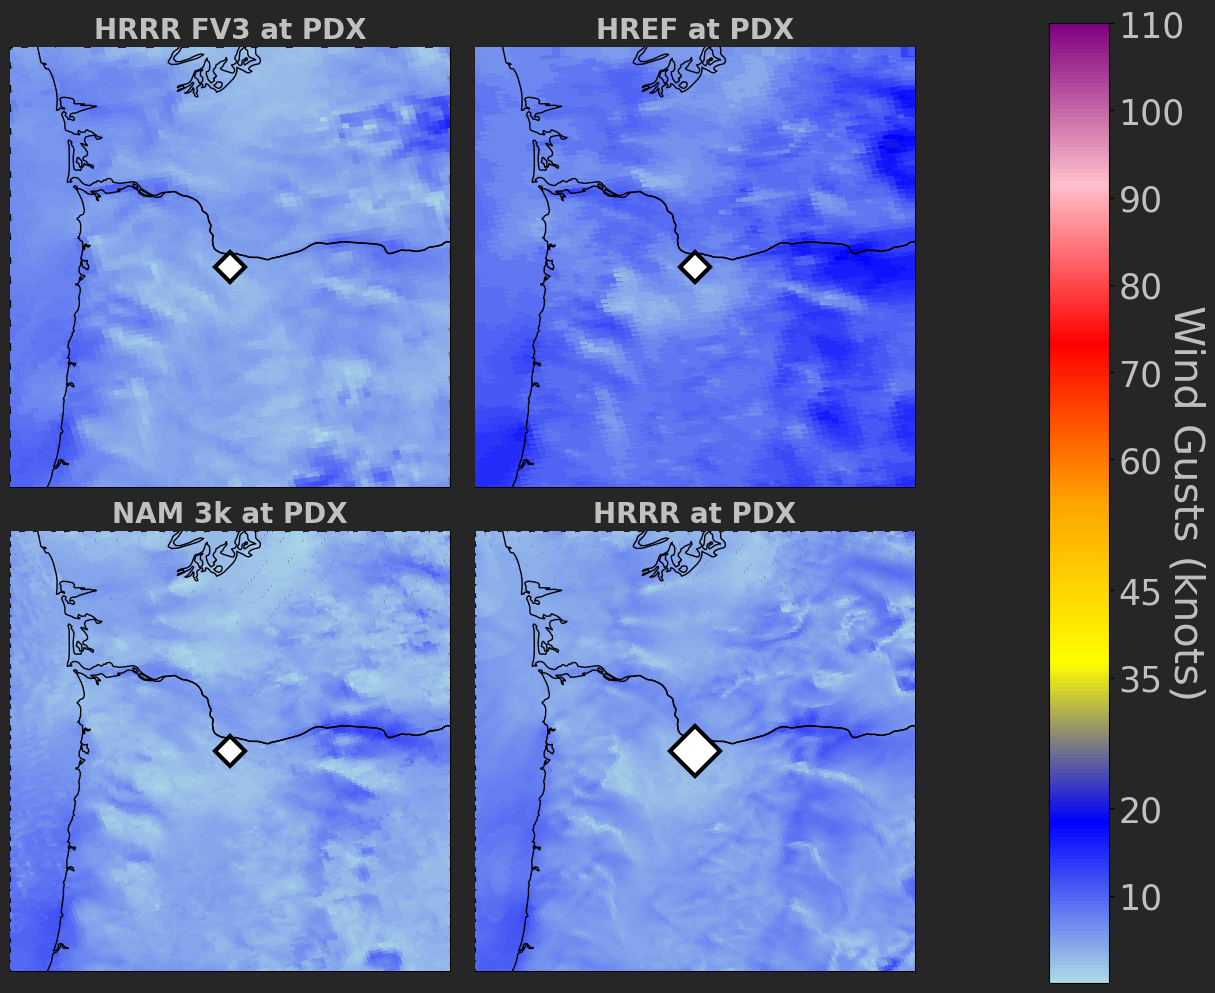 HRRR FV3 at PDX
HREF at PDX
NAM 3k at PDX
HRRR at PDX
110
100
90
80
70
60
45
35
20
10
Wind Gusts (knots)